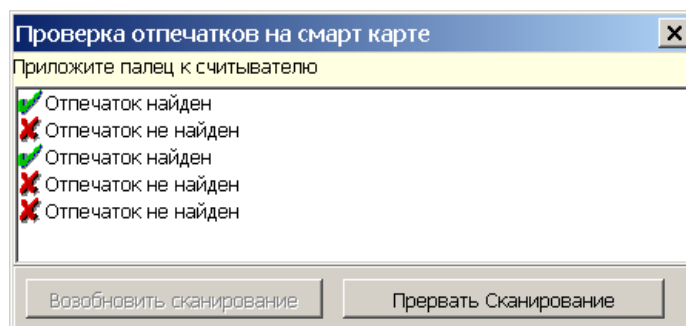 Проверка отпечатков на смарт карте
Приложите палец к считывателю
Отпечаток найден
Отпечаток не найден
Отпечаток найден
Отпечаток не найден
Отпечаток не найден
Возобновить сканирование
Прервать Сканирование